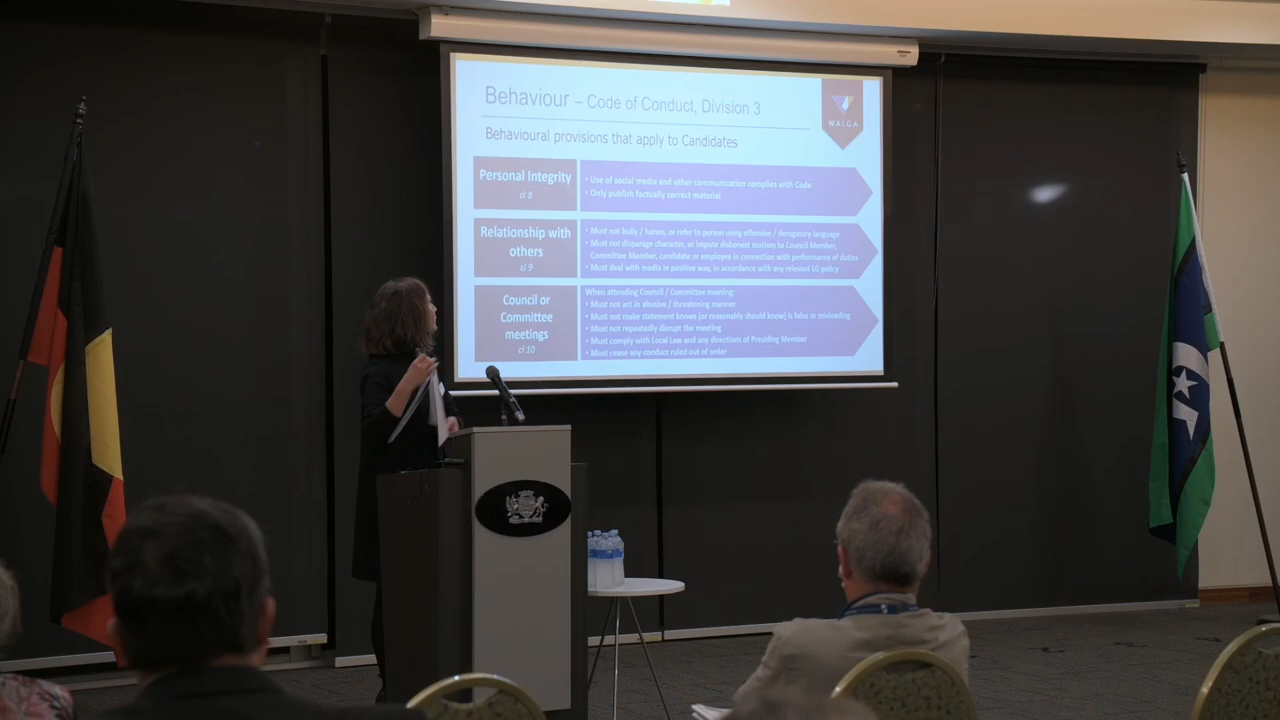 Behaviour – Code of Conduct, Division 3
WALGA
Behavioural provisions that apply to Candidates
Personal Integrity
cl 8
• Use of social media and other communication complies with Code
• Only publish factually correct material
Relationship with
others
cl 9
• Must not bully / harass, or refer to person using offensive / derogatory language
• Must not disparage character, or impute dishonest motives to Council Member,
Committee Member, candidate or employee in connection with performance of duties
• Must deal with media in positive way, in accordance with any relevant LG policy
Council or
Committee
meetings
cl 10
When attending Council / Committee meeting:
• Must not act in abusive / threatening manner
• Must not make statement knows (or reasonably should know) is false or misleading
• Must not repeatedly disrupt the meeting
• Must comply with Local Law and any directions of Presiding Member
• Must cease any conduct ruled out of order